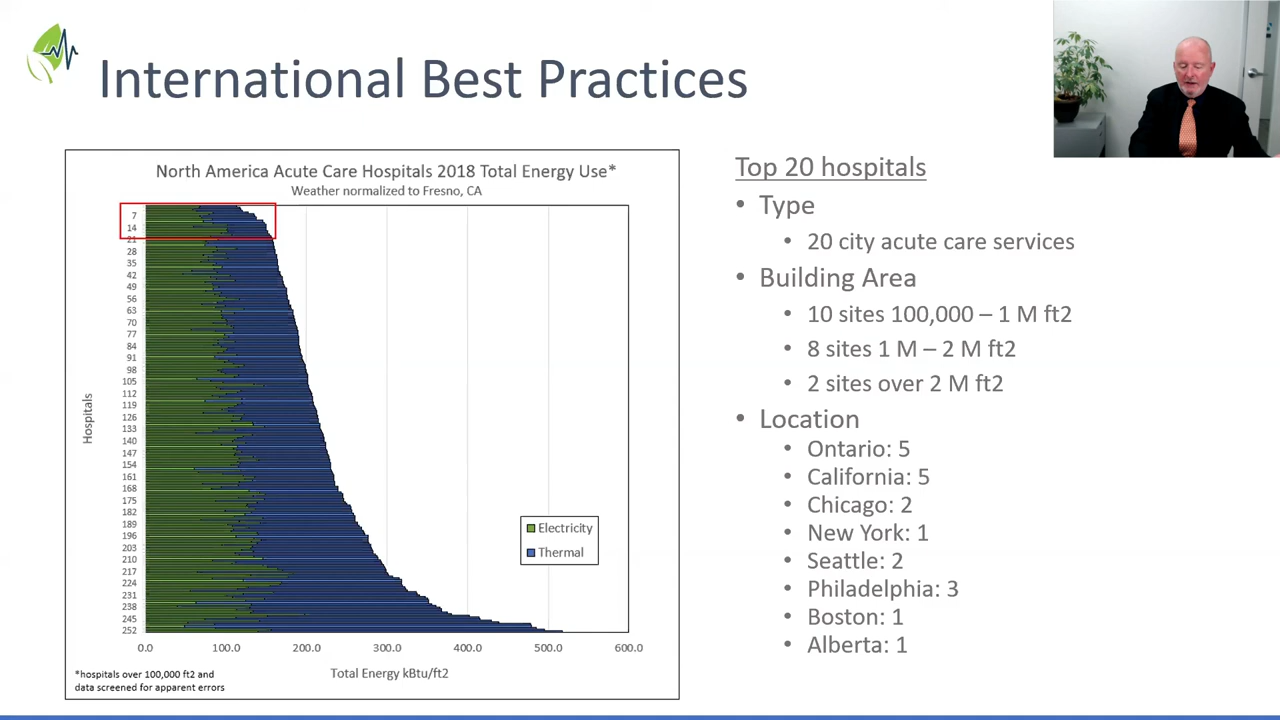 International Best Practices
North America Acute Care Hospitals 2018 Total Energy Use*
Weather normalized to Fresno, CA
Hospitals
7
14
21
28
35
42
49
56
63
70
77
84
91
98
105
112
119
126
133
140
147
154
161
168
175
182
189
196
203
210
217
224
231
238
245
252
Electricity
Thermal
0.0 100.0 200.0 300.0 400.0 500.0 600.0
Total Energy kBtu/ft2
*hospitals over 100,000 ft2 and
data screened for apparent errors
Top 20 hospitals
• Type
• 20 city acute care services
• Building Area
• 10 sites 100,000 – 1 M ft2
• 8 sites 1 M – 2 M ft2
• 2 sites over 2 M ft2
• Location
• Ontario: 5
• California: 5
• Chicago: 2
• New York: 1
• Seattle: 2
• Philadelphia: 3
• Boston: 1
• Alberta: 1